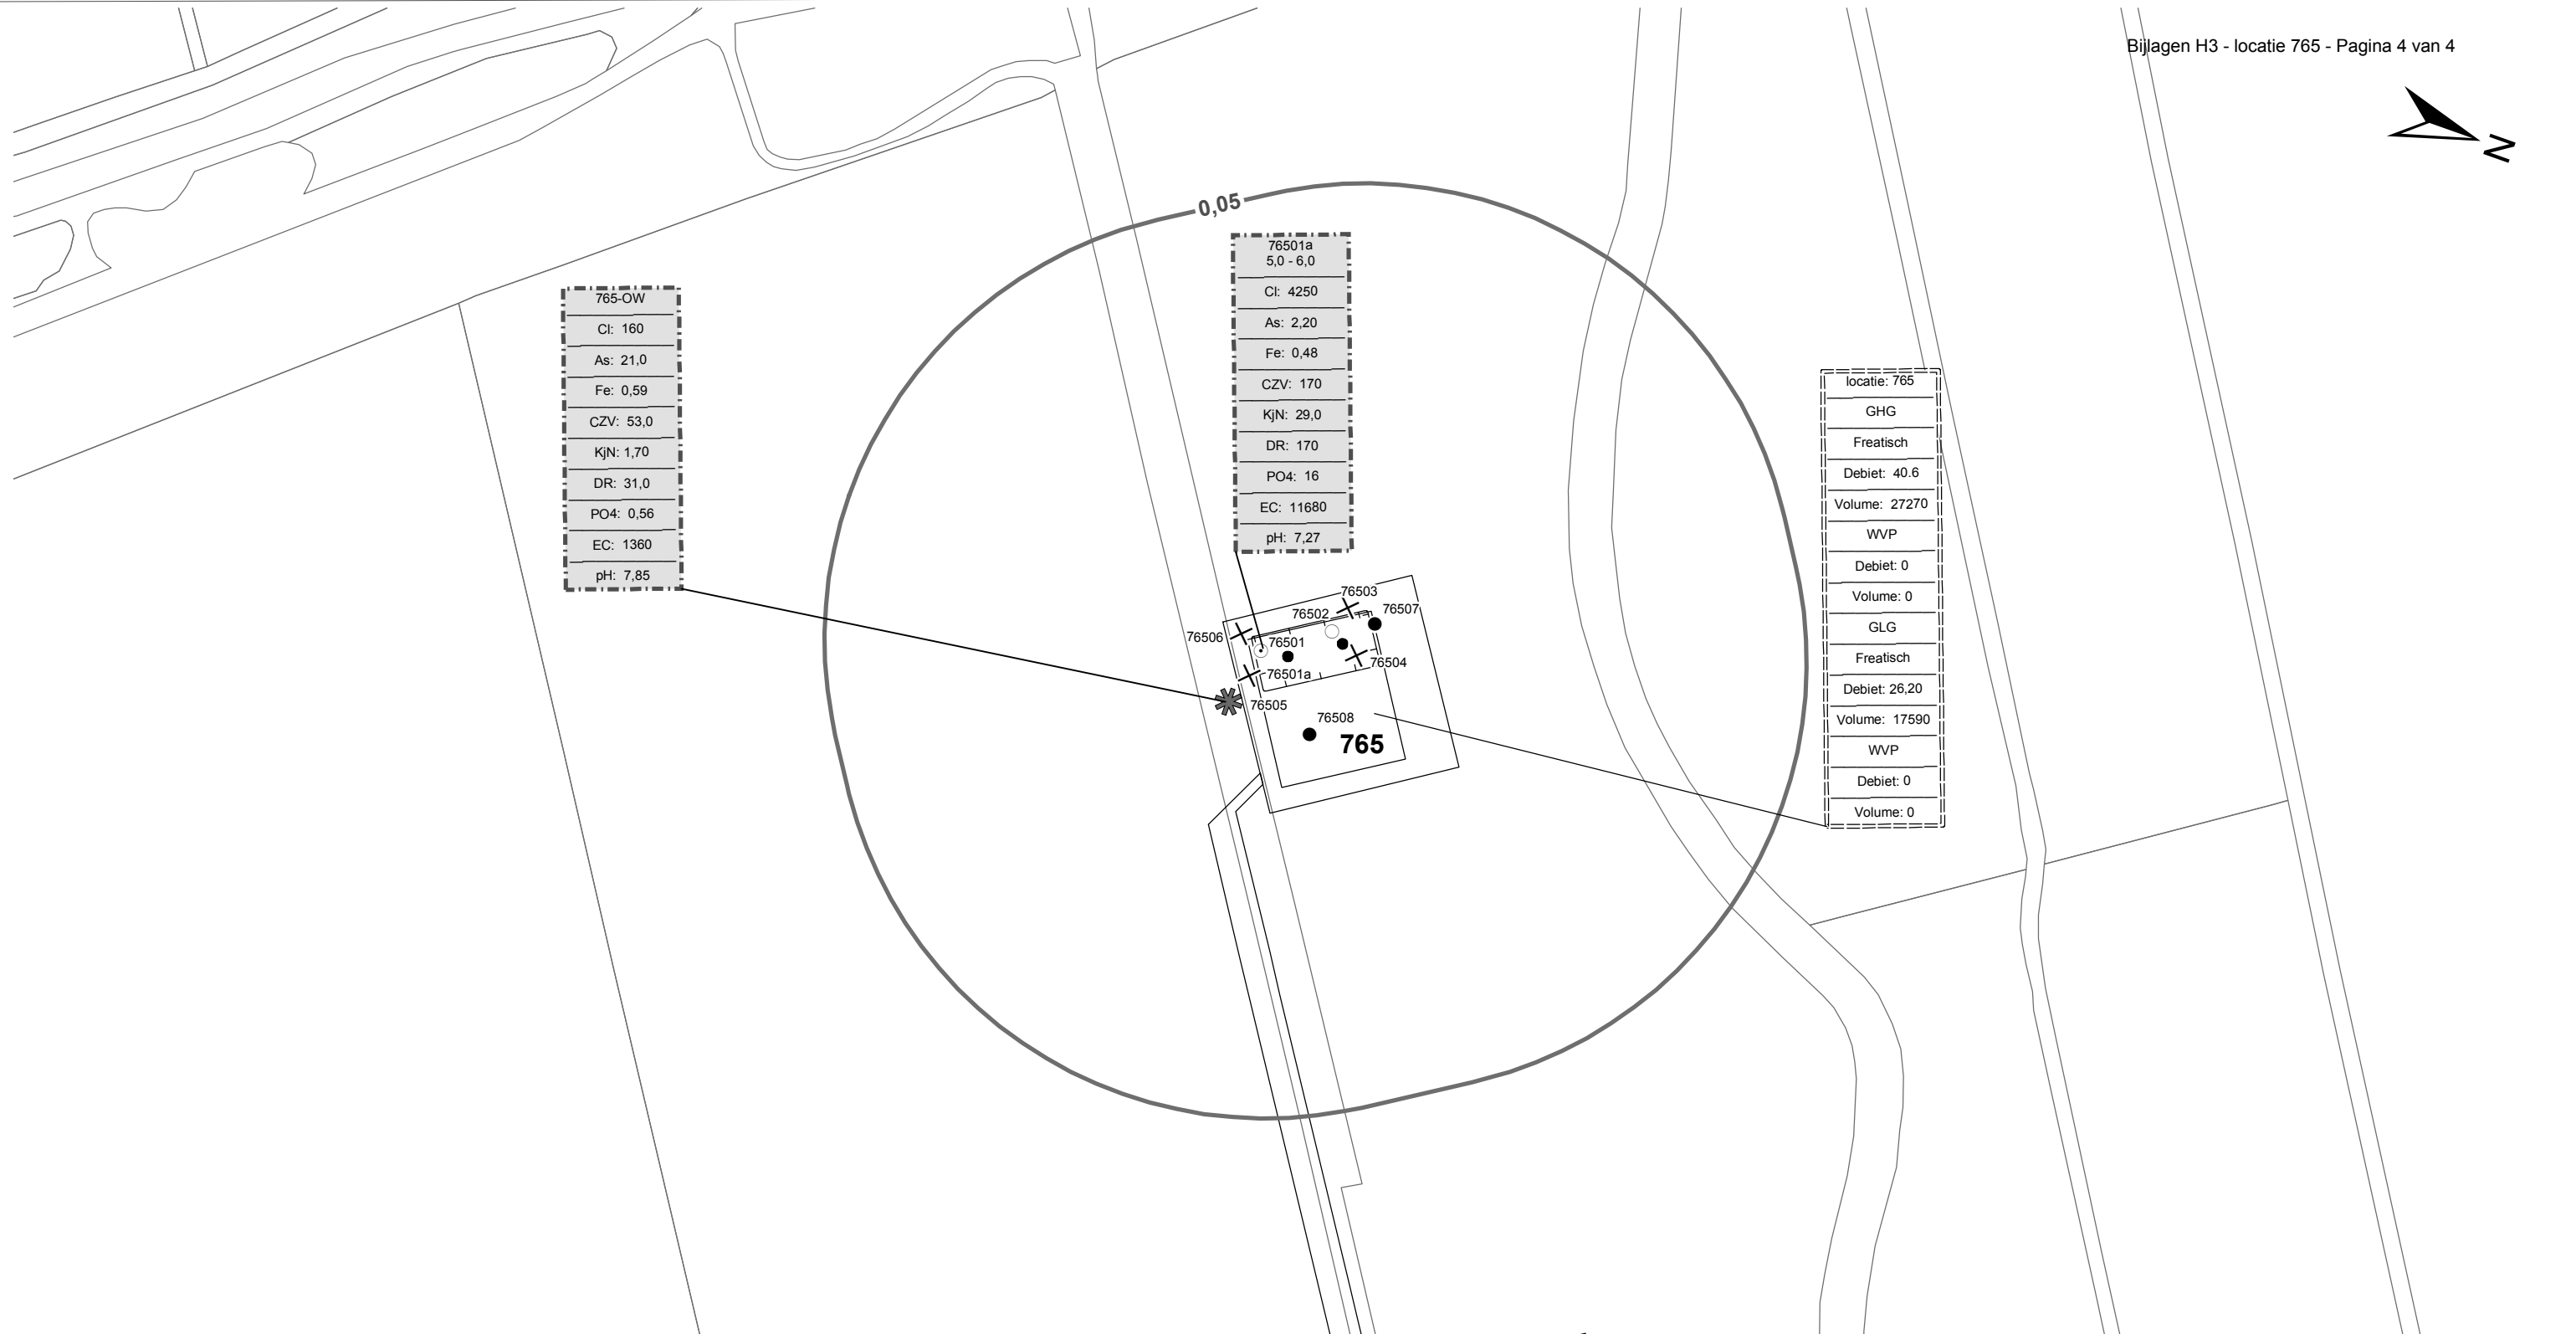 Bijlagen H3 - locatie 765 - Pagina 4 van 4
N
0,05
765-OW
Cl: 160
As: 21,0
Fe: 0,59
CZV: 53,0
KjN: 1,70
DR: 31,0
PO4: 0,56
EC: 1360
pH: 7,85
76501a
5,0 - 6,0
Cl: 4250
As: 2,20
Fe: 0,48
CZV: 170
KjN: 29,0
DR: 170
PO4: 16
EC: 11680
pH: 7,27
locatie: 765
GHG
Freatisch
Debiet: 40.6
Volume: 27270
WVP
Debiet: 0
Volume: 0
GLG
Freatisch
Debiet: 26,20
Volume: 17590
WVP
Debiet: 0
Volume: 0
76503
76502
76507
76506
76501
76504
76501a
76505
76508
765